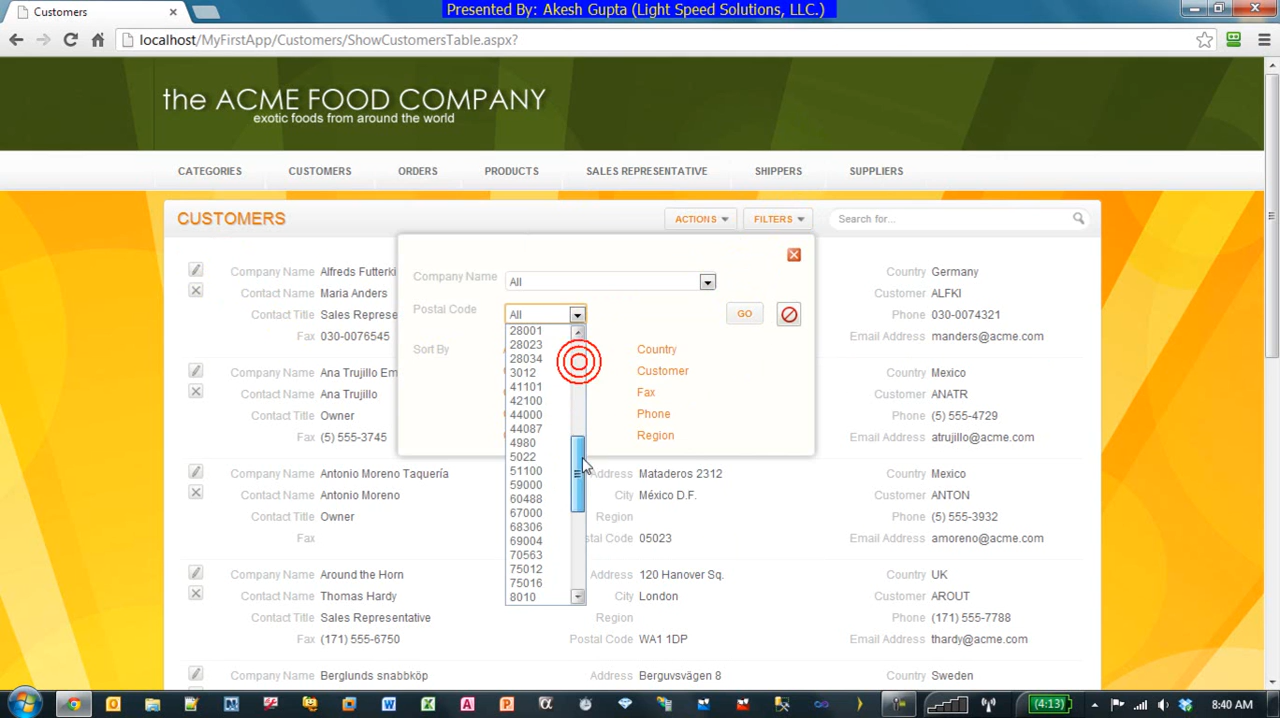 Customers
Presented By: Akesh Gupta (Light Speed Solutions, LLC.)
localhost/MyFirstApp/Customers/ShowCustomersTable.aspx?
the ACME FOOD COMPANY
exotic foods from around the world
CATEGORIES CUSTOMERS ORDERS PRODUCTS SALES REPRESENTATIVE SHIPPERS SUPPLIERS
CUSTOMERS ACTIONS FILTERS Search for...
Company Name All
Postal Code All GO
Sort By
Country
Customer
Fax
Phone
Region
28001
28023
28034
3012
41101
42100
44000
44087
4980
5022
51100
59000
60488
67000
68306
69004
70563
75012
75016
8010
Company Name Alfreds Futterki
Contact Name Maria Anders
Contact Title Sales Represe
Fax 030-0076545
Country Germany
Customer ALFKI
Phone 030-0074321
Email Address manders@acme.com
Company Name Ana Trujillo Em
Contact Name Ana Trujillo
Contact Title Owner
Fax (5) 555-3745
Country Mexico
Customer ANATR
Phone (5) 555-4729
Email Address atrujillo@acme.com
Company Name Antonio Moreno Taquería
Contact Name Antonio Moreno
Contact Title Owner
Fax
Address Mataderos 2312
City México D.F.
Region
stal Code 05023
Country Mexico
Customer ANTON
Phone (5) 555-3932
Email Address amoreno@acme.com
Company Name Around the Horn
Contact Name Thomas Hardy
Contact Title Sales Representative
Fax (171) 555-6750
Address 120 Hanover Sq.
City London
Region
Postal Code WA1 1DP
Country UK
Customer AROUT
Phone (171) 555-7788
Email Address thardy@acme.com
Company Name Berglunds snabbköp
Address Berguvsvägen 8
Country Sweden
(4:13) 8:40 AM